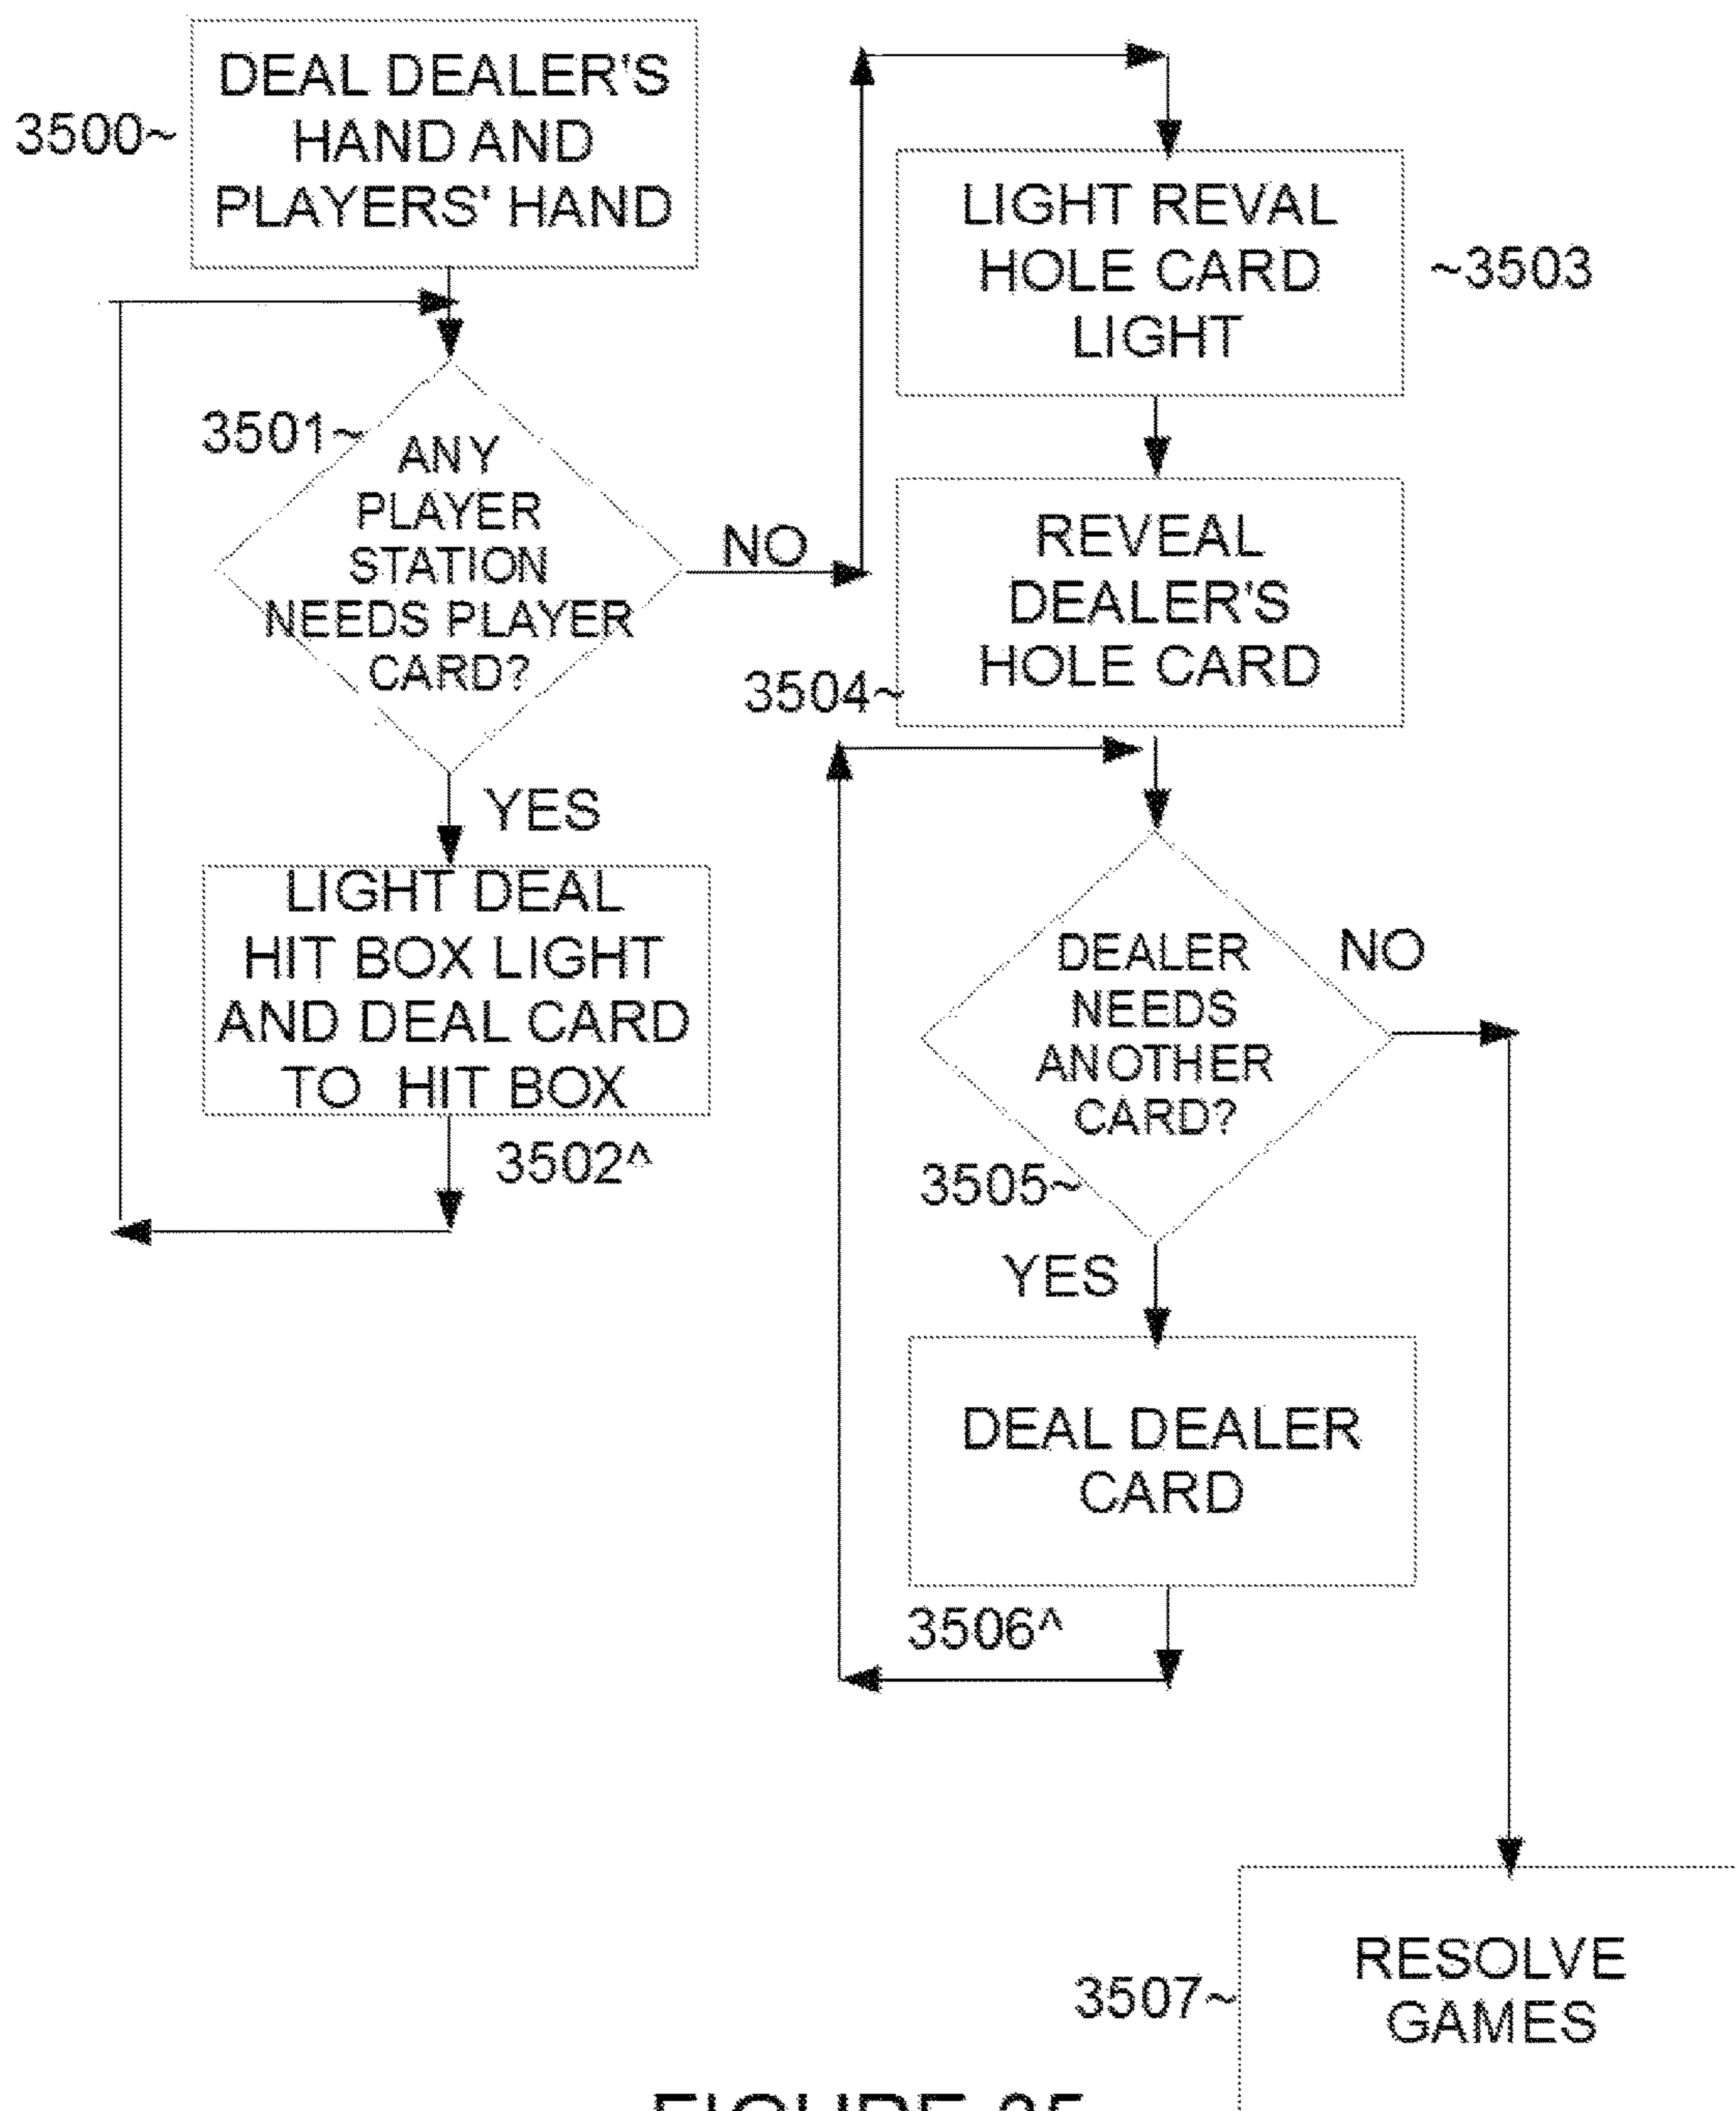 3500~
DEAL DEALER'S
HAND AND
PLAYERS' HAND
3501~
ANY
PLAYER
STATION
NEEDS PLAYER
CARD?
NO
YES
LIGHT DEAL
HIT BOX LIGHT
AND DEAL CARD
TO HIT BOX
3502^
LIGHT REVAL
HOLE CARD
LIGHT
~3503
REVEAL
DEALER'S
HOLE CARD
3504~
DEALER
NEEDS
ANOTHER
CARD?
NO
3505~
YES
DEAL DEALER
CARD
3506^
RESOLVE
GAMES
3507~
FIGURE 35